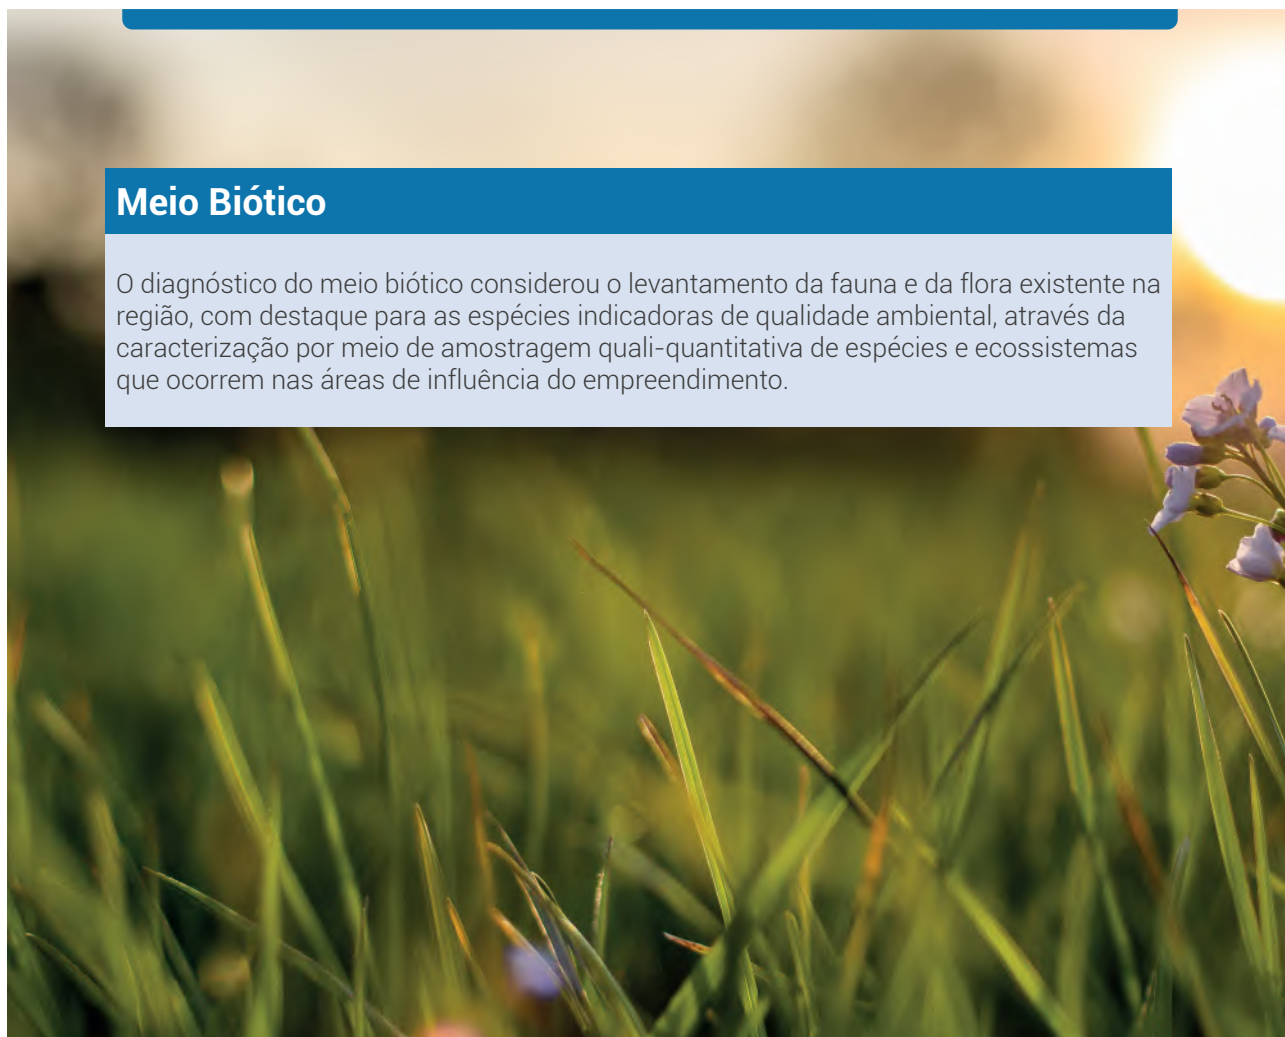 Meio Biótico
O diagnóstico do meio biótico considerou o levantamento da fauna e da flora existente na
região, com destaque para as espécies indicadoras de qualidade ambiental, através da
caracterização por meio de amostragem quali-quantitativa de espécies e ecossistemas
que ocorrem nas áreas de influência do empreendimento.